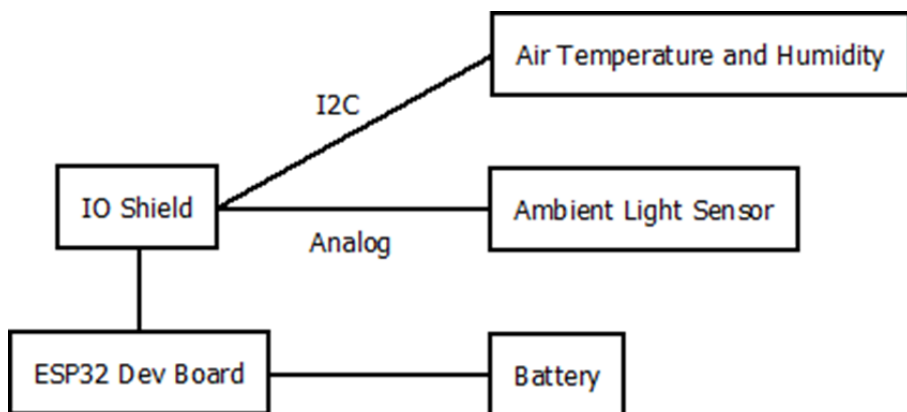 Air Temperature and Humidity
I2C
IO Shield
Ambient Light Sensor
Analog
ESP32 Dev Board
Battery